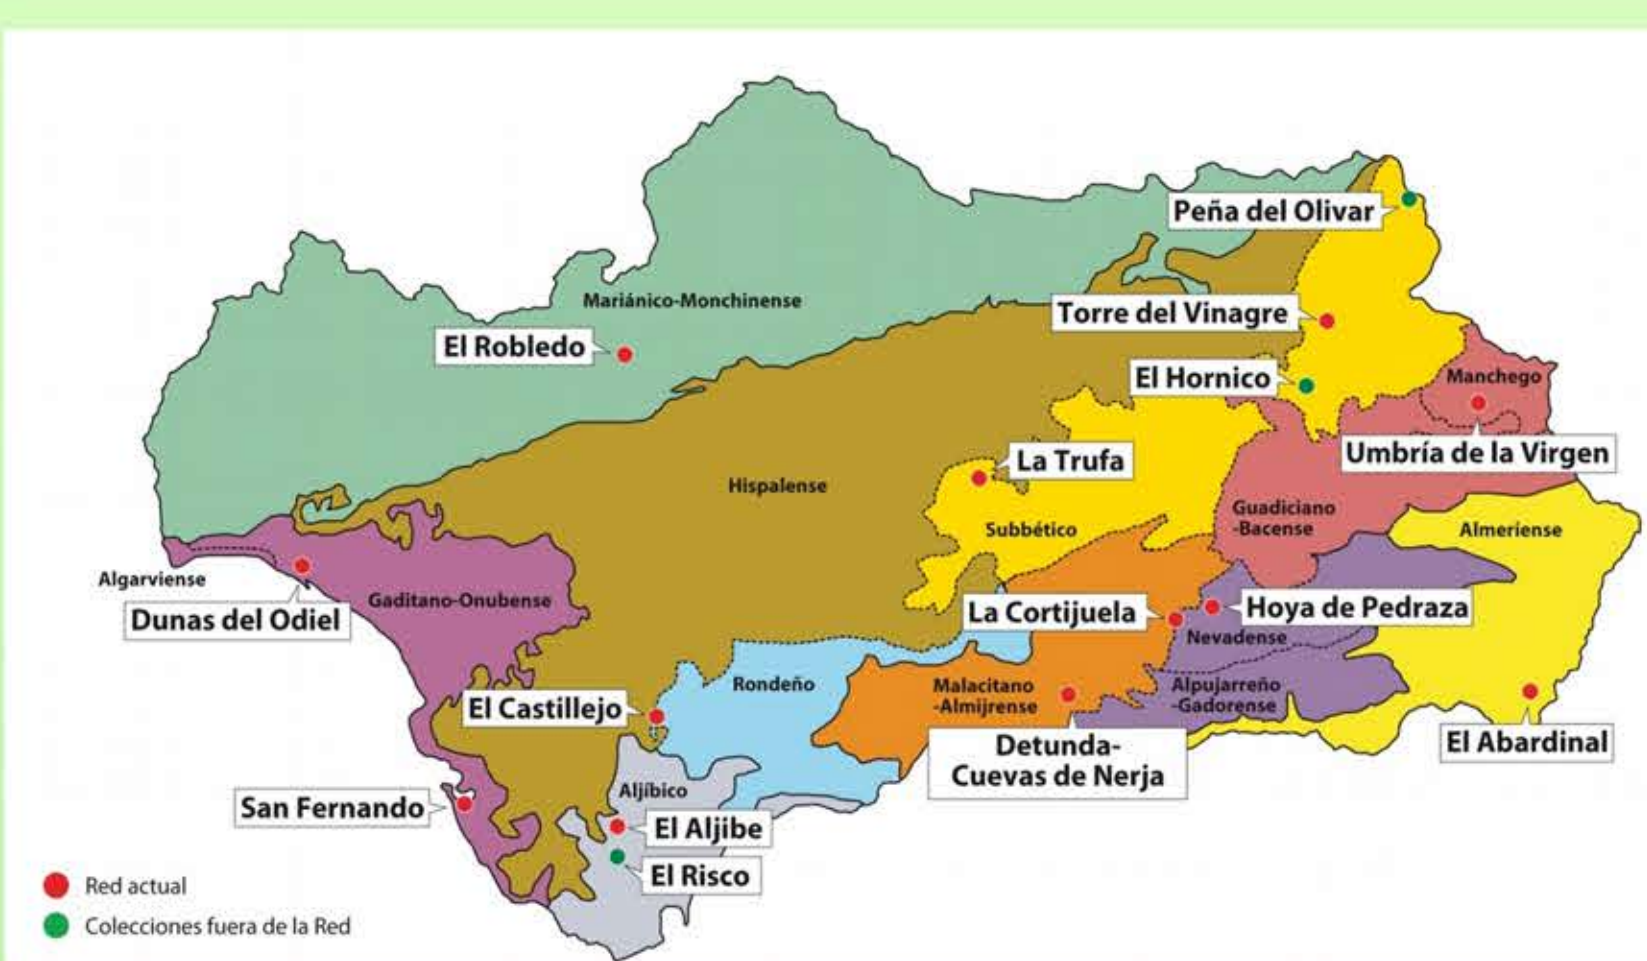 Peña del Olivar
Mariánico-Monchinense
Torre del Vinagre
El Robledo
El Hornico
Manchego
Umbría de la Virgen
La Trufa
Hispalense
Guadiciano
-Bacense
Subbético
Almeríense
Algarviense
Dunas del Odiel
Gaditano-Onubense
La Cortijuela
Hoya de Pedraza
Nevadense
Rondeño
Malacitano
-Almijrense
Alpujarreño
-Gadorense
El Castillejo
Detunda-
Cuevas de Nerja
El Abardinal
San Fernando
Aljíbico
El Aljibe
El Risco
Red actual
Colecciones fuera de la Red